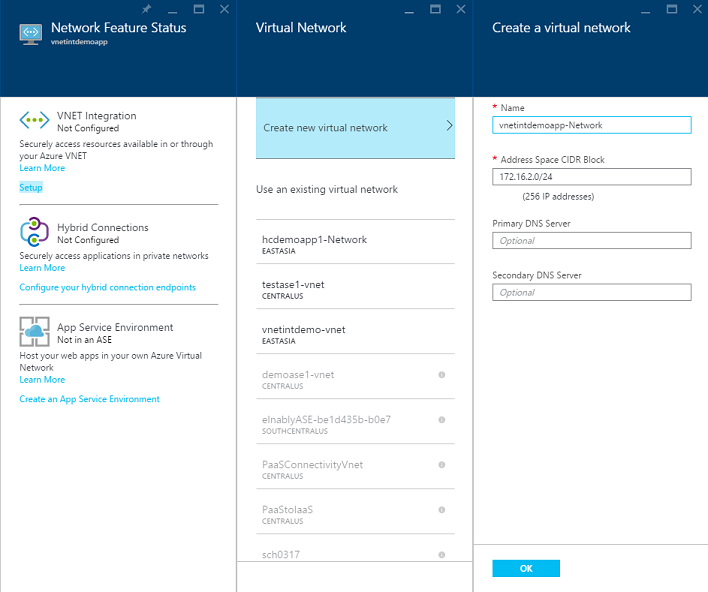 Network Feature Status
vnetintdemoapp
VNET Integration
Not Configured
Securely access resources available in or through
your Azure VNET
Learn More
Setup
Hybrid Connections
Not Configured
Securely access applications in private networks
Learn More
Configure your hybrid connection endpoints
App Service Environment
Not in an ASE
Host your web apps in your own Azure Virtual
Network
Learn More
Create an App Service Environment
Virtual Network
Create new virtual network
Use an existing virtual network
hcdemoapp1-Network
EASTASIA
testase1-vnet
CENTRALUS
vnetintdemo-vnet
EASTASIA
demoase1-vnet
CENTRALUS
elnablyASE-be1d435b-b0e7
SOUTHCENTRALUS
PaaSConnectivityVnet
CENTRALUS
PaaStoIaaS
CENTRALUS
sch0317
Create a virtual network
* Name
vnetintdemoapp-Network
* Address Space CIDR Block
172.16.2.0/24
(256 IP addresses)
Primary DNS Server
Optional
Secondary DNS Server
Optional
OK